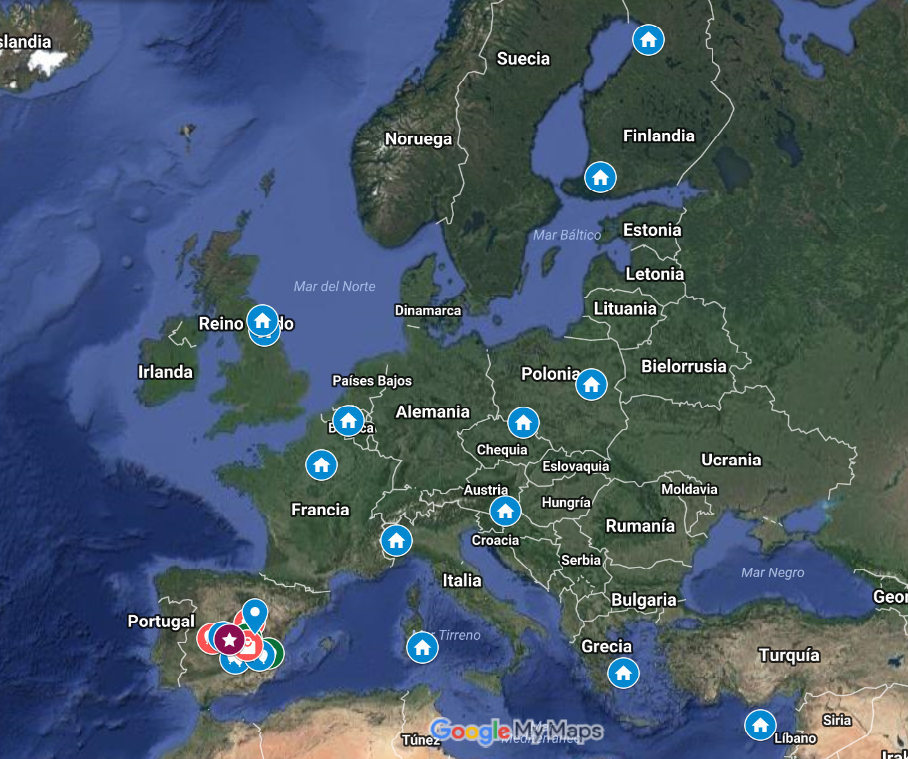 slandia
Suecia
Noruega
Finlandia
Mar Báltico
Estonia
Letonia
Mar del Norte
Dinamarca
Lituania
Reino
do
Irlanda
Países Bajos
Polonia
Bielorrusia
Alemania
Chequia
Ucrania
Eslovaquia
Austria
Moldavia
Hungría
Francia
Rumanía
Croacia
Serbia
Mar Negro
Italia
Bulgaria
Geor
Portugal
Tirreno
Grecia
Turquía
Siria
Google My Maps
Líbano
Túnez